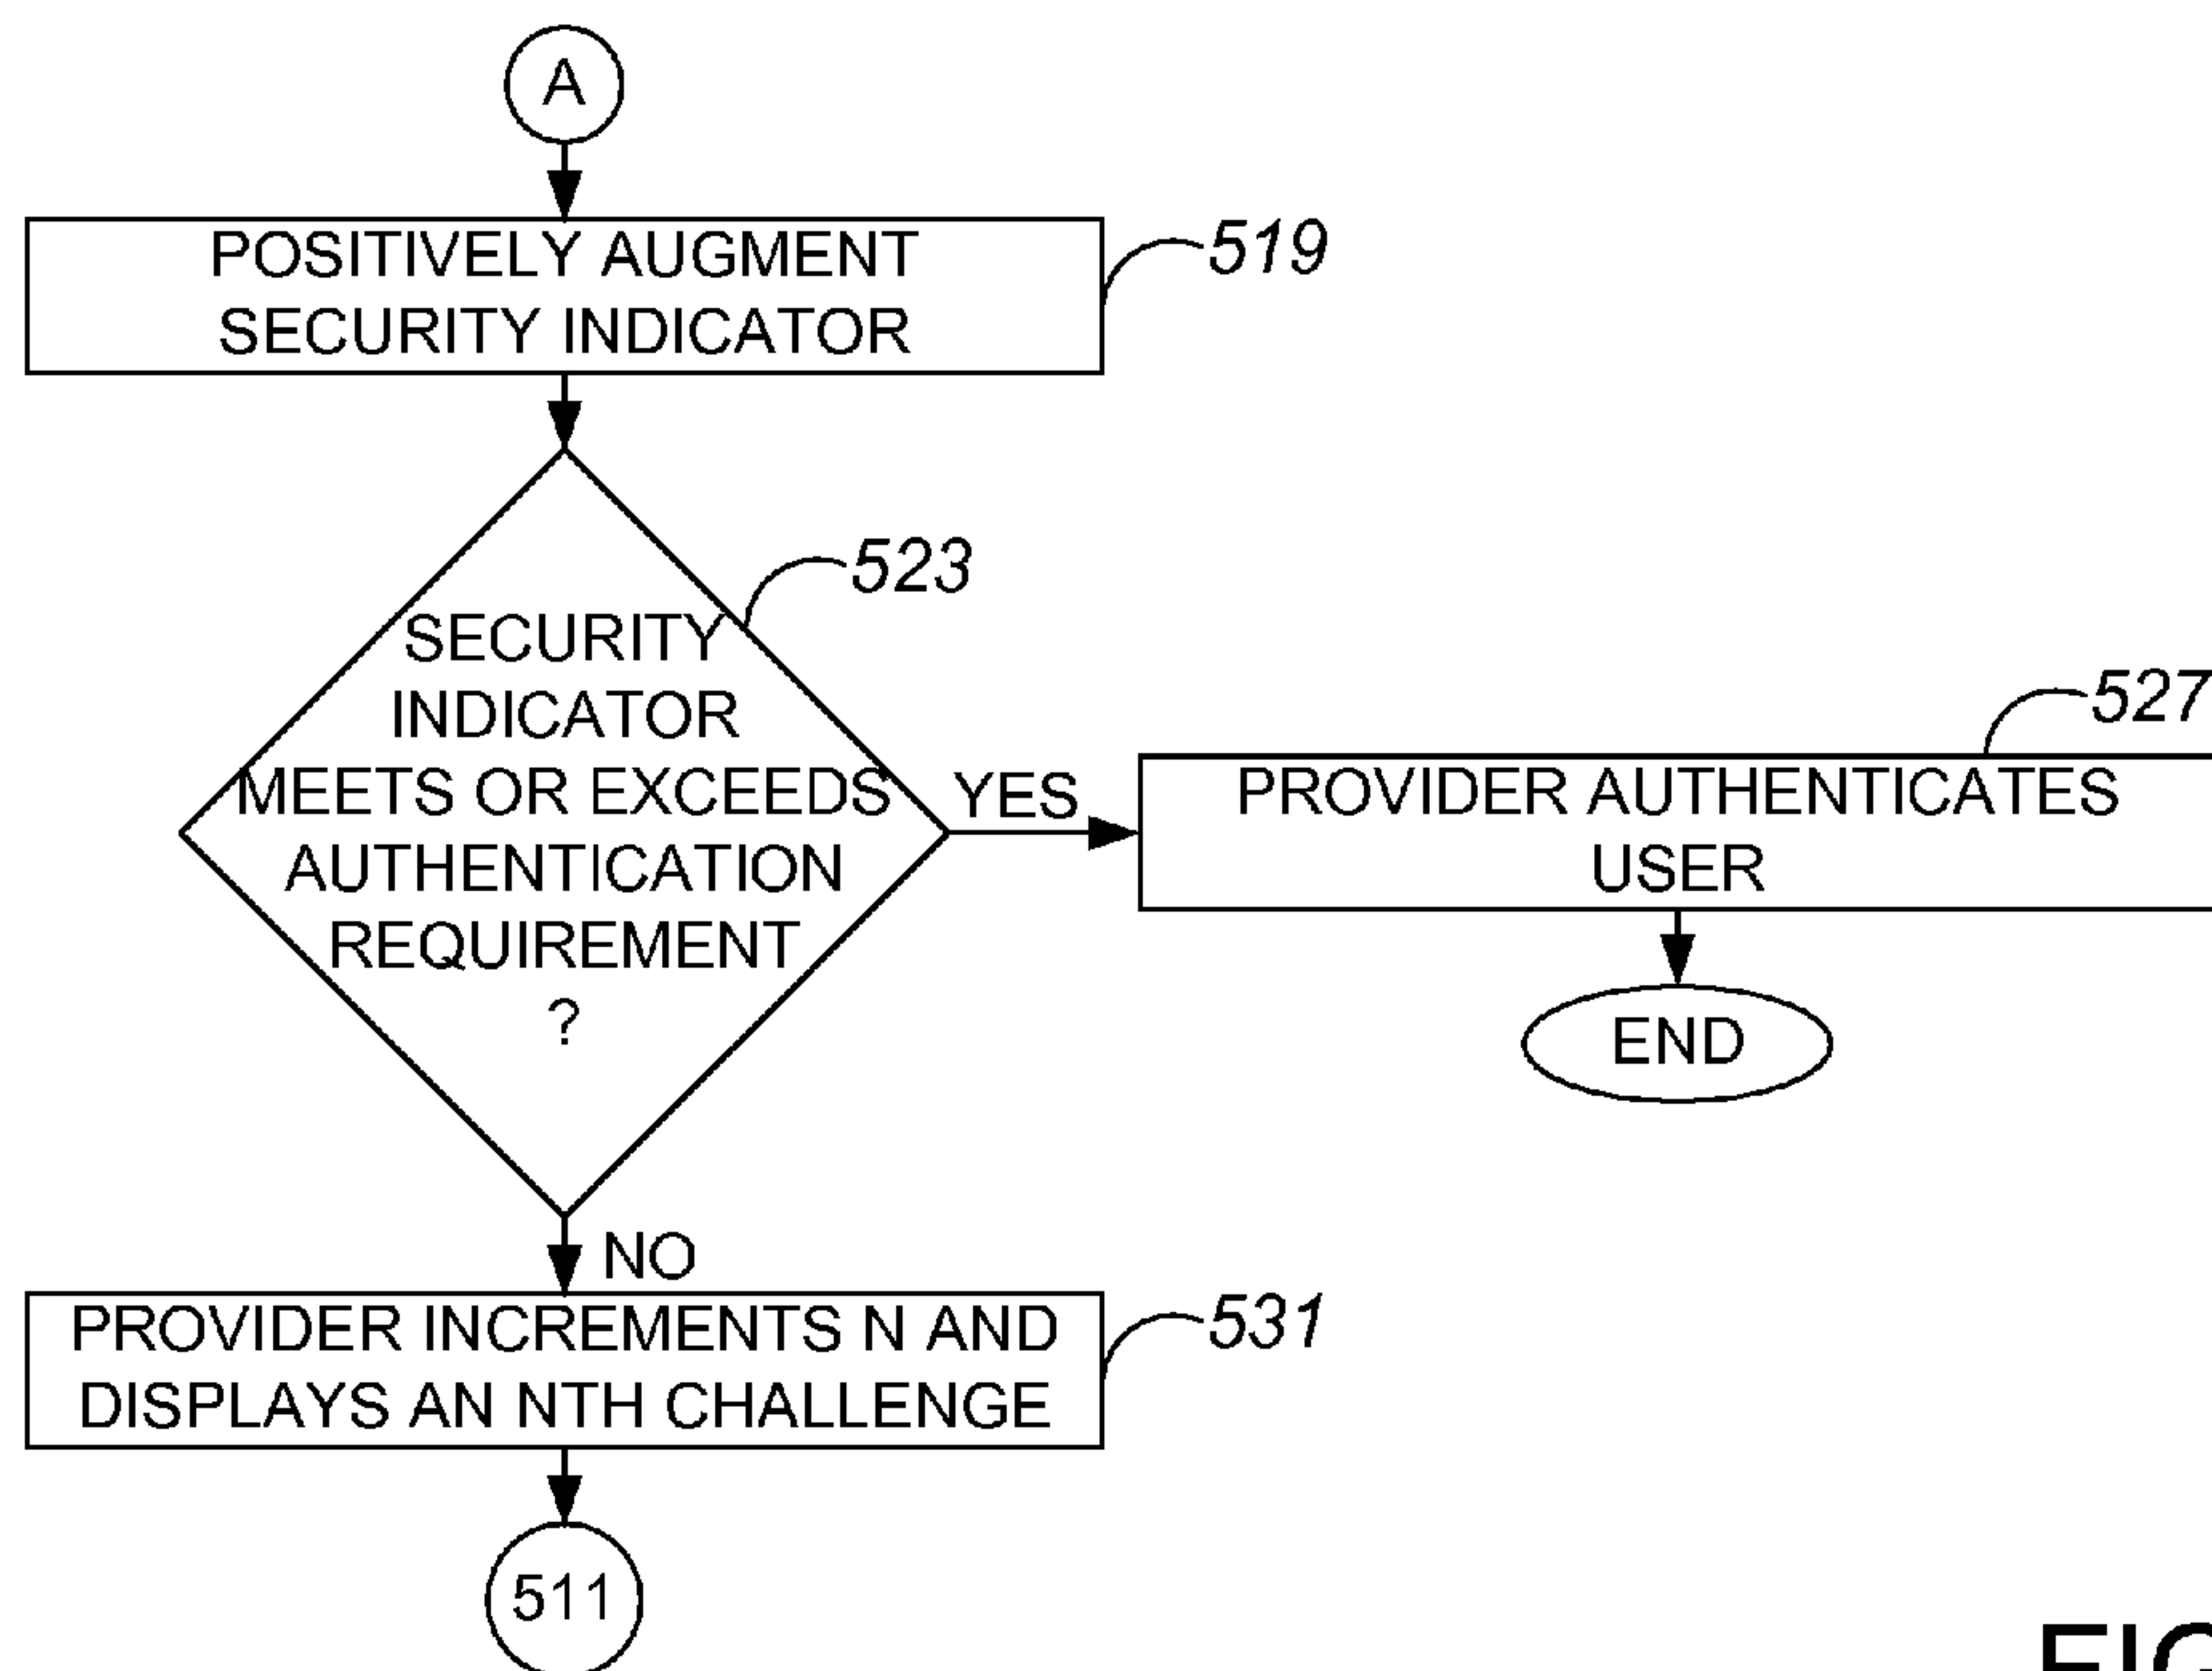 A
POSITIVELY AUGMENT
SECURITY INDICATOR
519
523
SECURITY
INDICATOR
MEETS OR EXCEEDS
AUTHENTICATION
REQUIREMENT
?
YES
527
PROVIDER AUTHENTICATES
USER
END
NO
PROVIDER INCREMENTS N AND
DISPLAYS AN NTH CHALLENGE
531
511